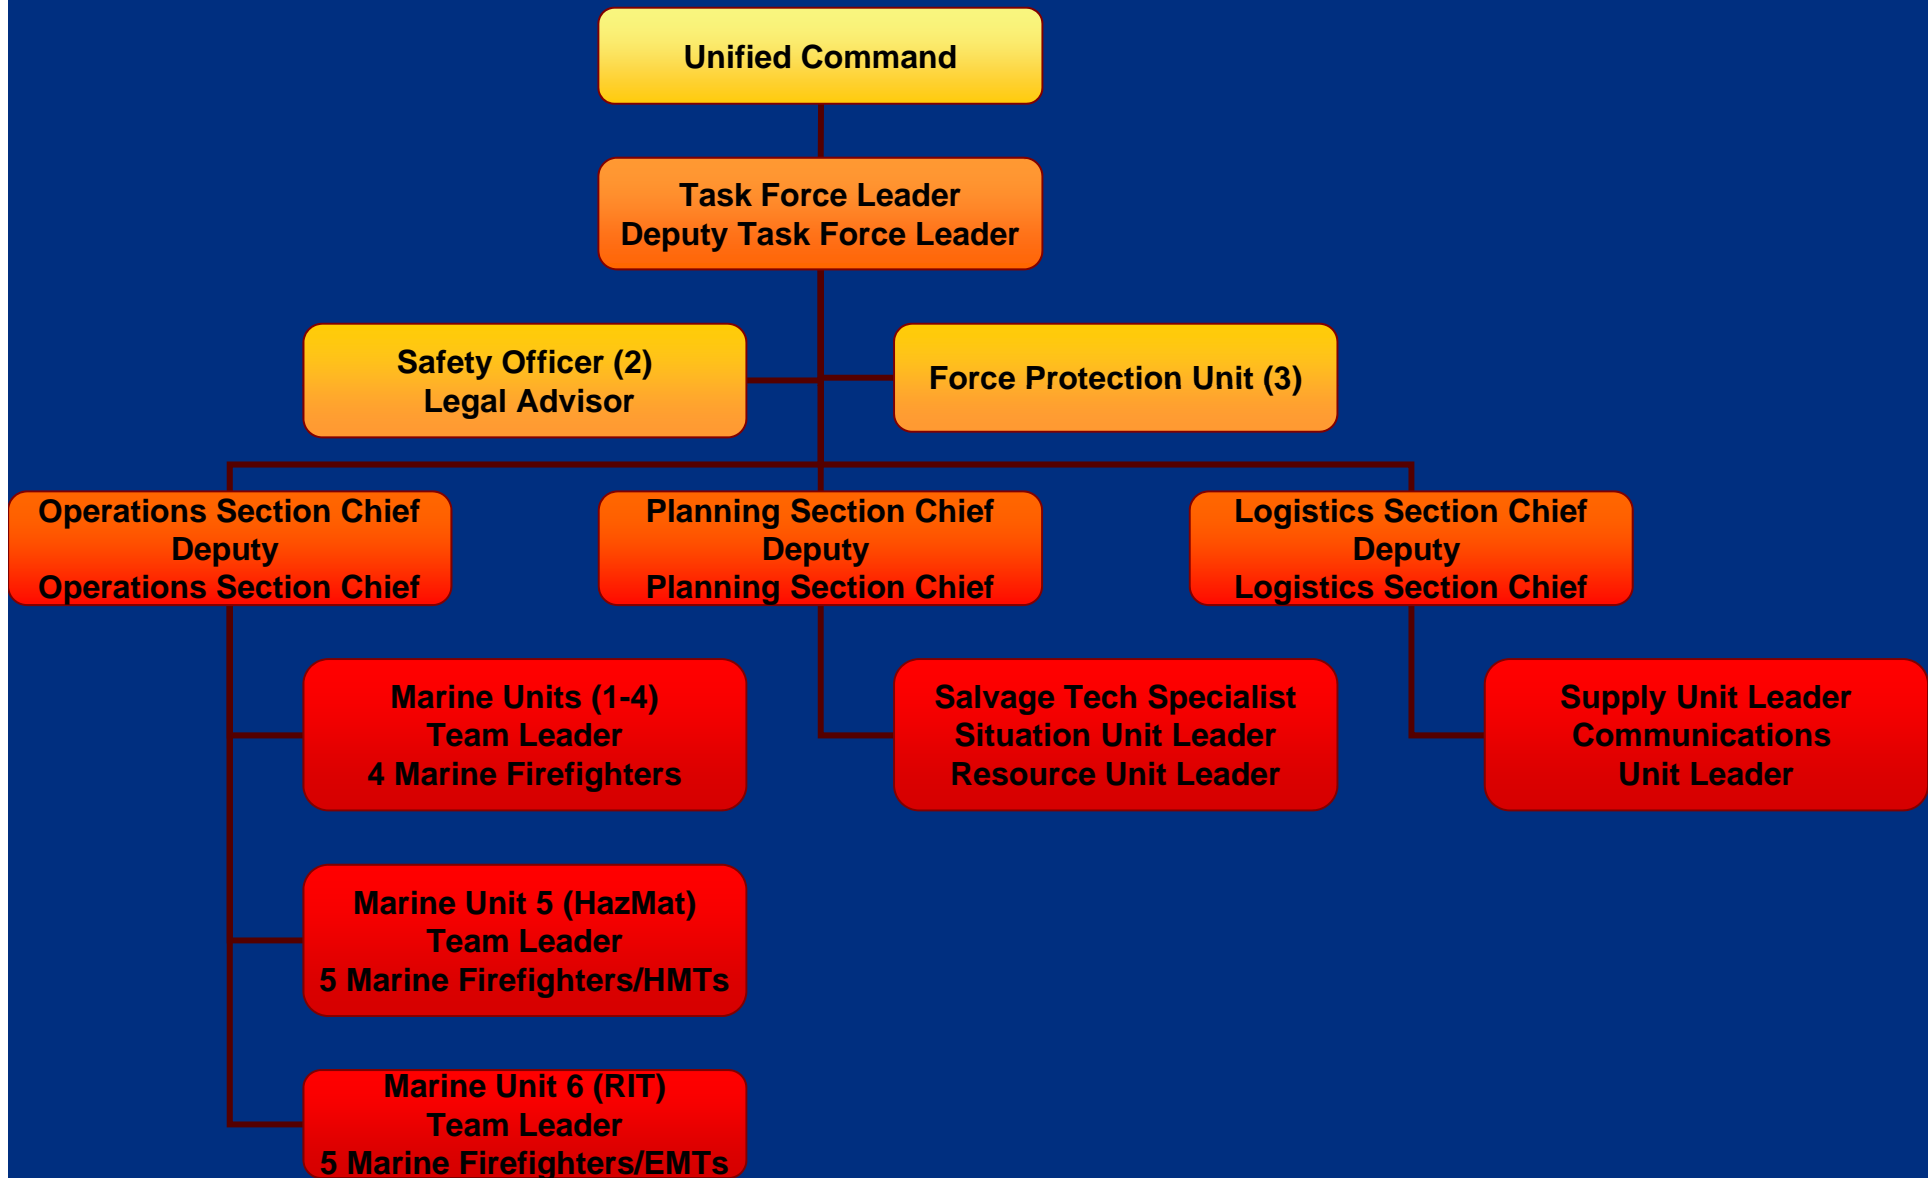 Unified Command
Task Force Leader
Deputy Task Force Leader
Safety Officer (2)
Legal Advisor
Force Protection Unit (3)
Operations Section Chief
Deputy
Operations Section Chief
Planning Section Chief
Deputy
Planning Section Chief
Logistics Section Chief
Deputy
Logistics Section Chief
Marine Units (1-4)
Team Leader
4 Marine Firefighters
Salvage Tech Specialist
Situation Unit Leader
Resource Unit Leader
Supply Unit Leader
Communications
Unit Leader
Marine Unit 5 (HazMat)
Team Leader
5 Marine Firefighters/HMTs
Marine Unit 6 (RIT)
Team Leader
5 Marine Firefighters/EMTs